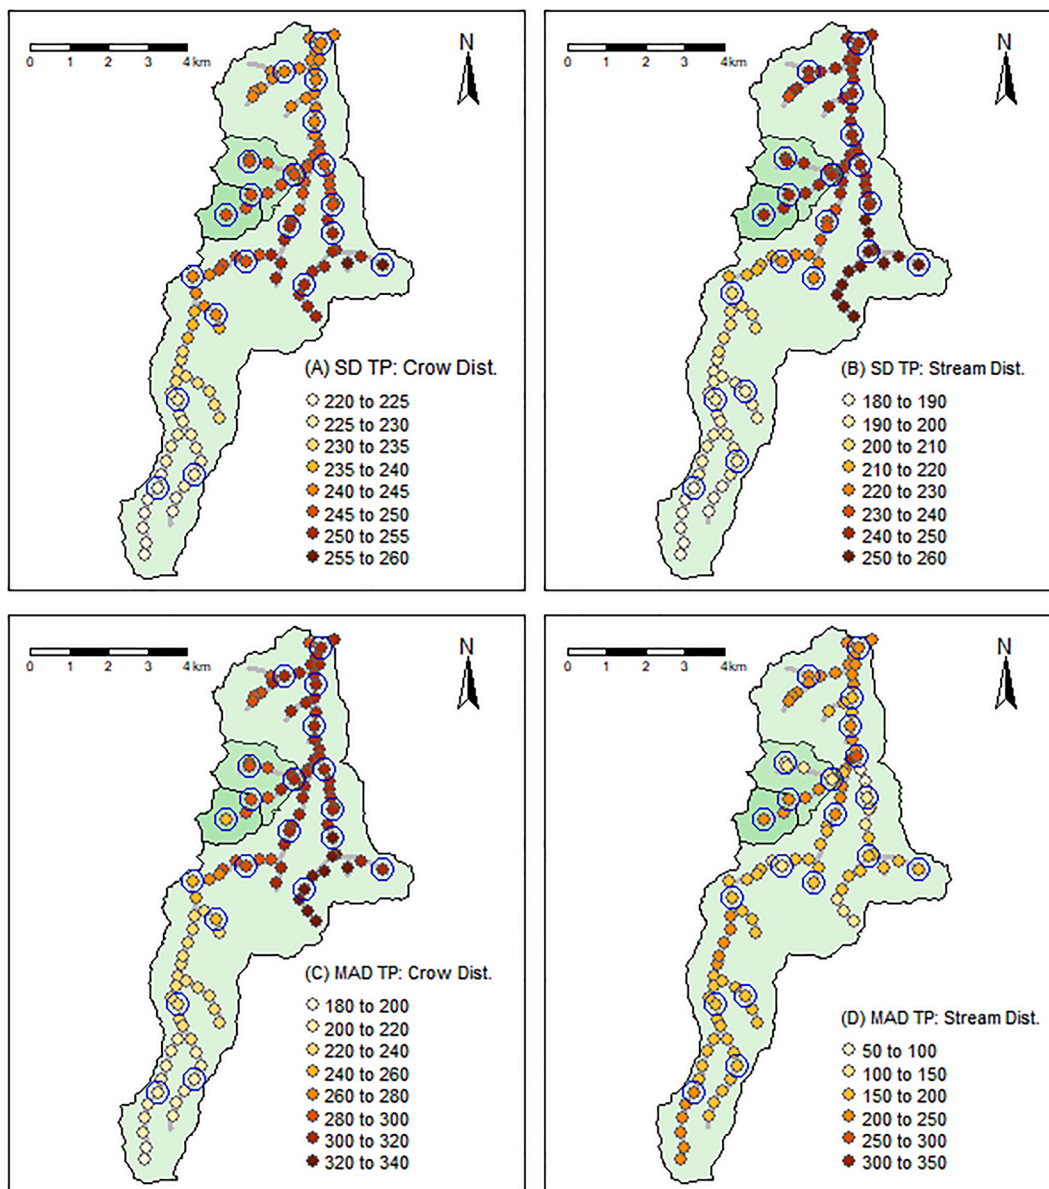 N
0 1 2 3 4 km
(A) SD TP: Crow Dist.
220 to 225
225 to 230
230 to 235
235 to 240
240 to 245
245 to 250
250 to 255
255 to 260
N
0 1 2 3 4 km
(B) SD TP: Stream Dist.
180 to 190
190 to 200
200 to 210
210 to 220
220 to 230
230 to 240
240 to 250
250 to 260
N
0 1 2 3 4 km
(C) MAD TP: Crow Dist.
180 to 200
200 to 220
220 to 240
240 to 260
260 to 280
280 to 300
300 to 320
320 to 340
N
0 1 2 3 4 km
(D) MAD TP: Stream Dist.
50 to 100
100 to 150
150 to 200
200 to 250
250 to 300
300 to 350